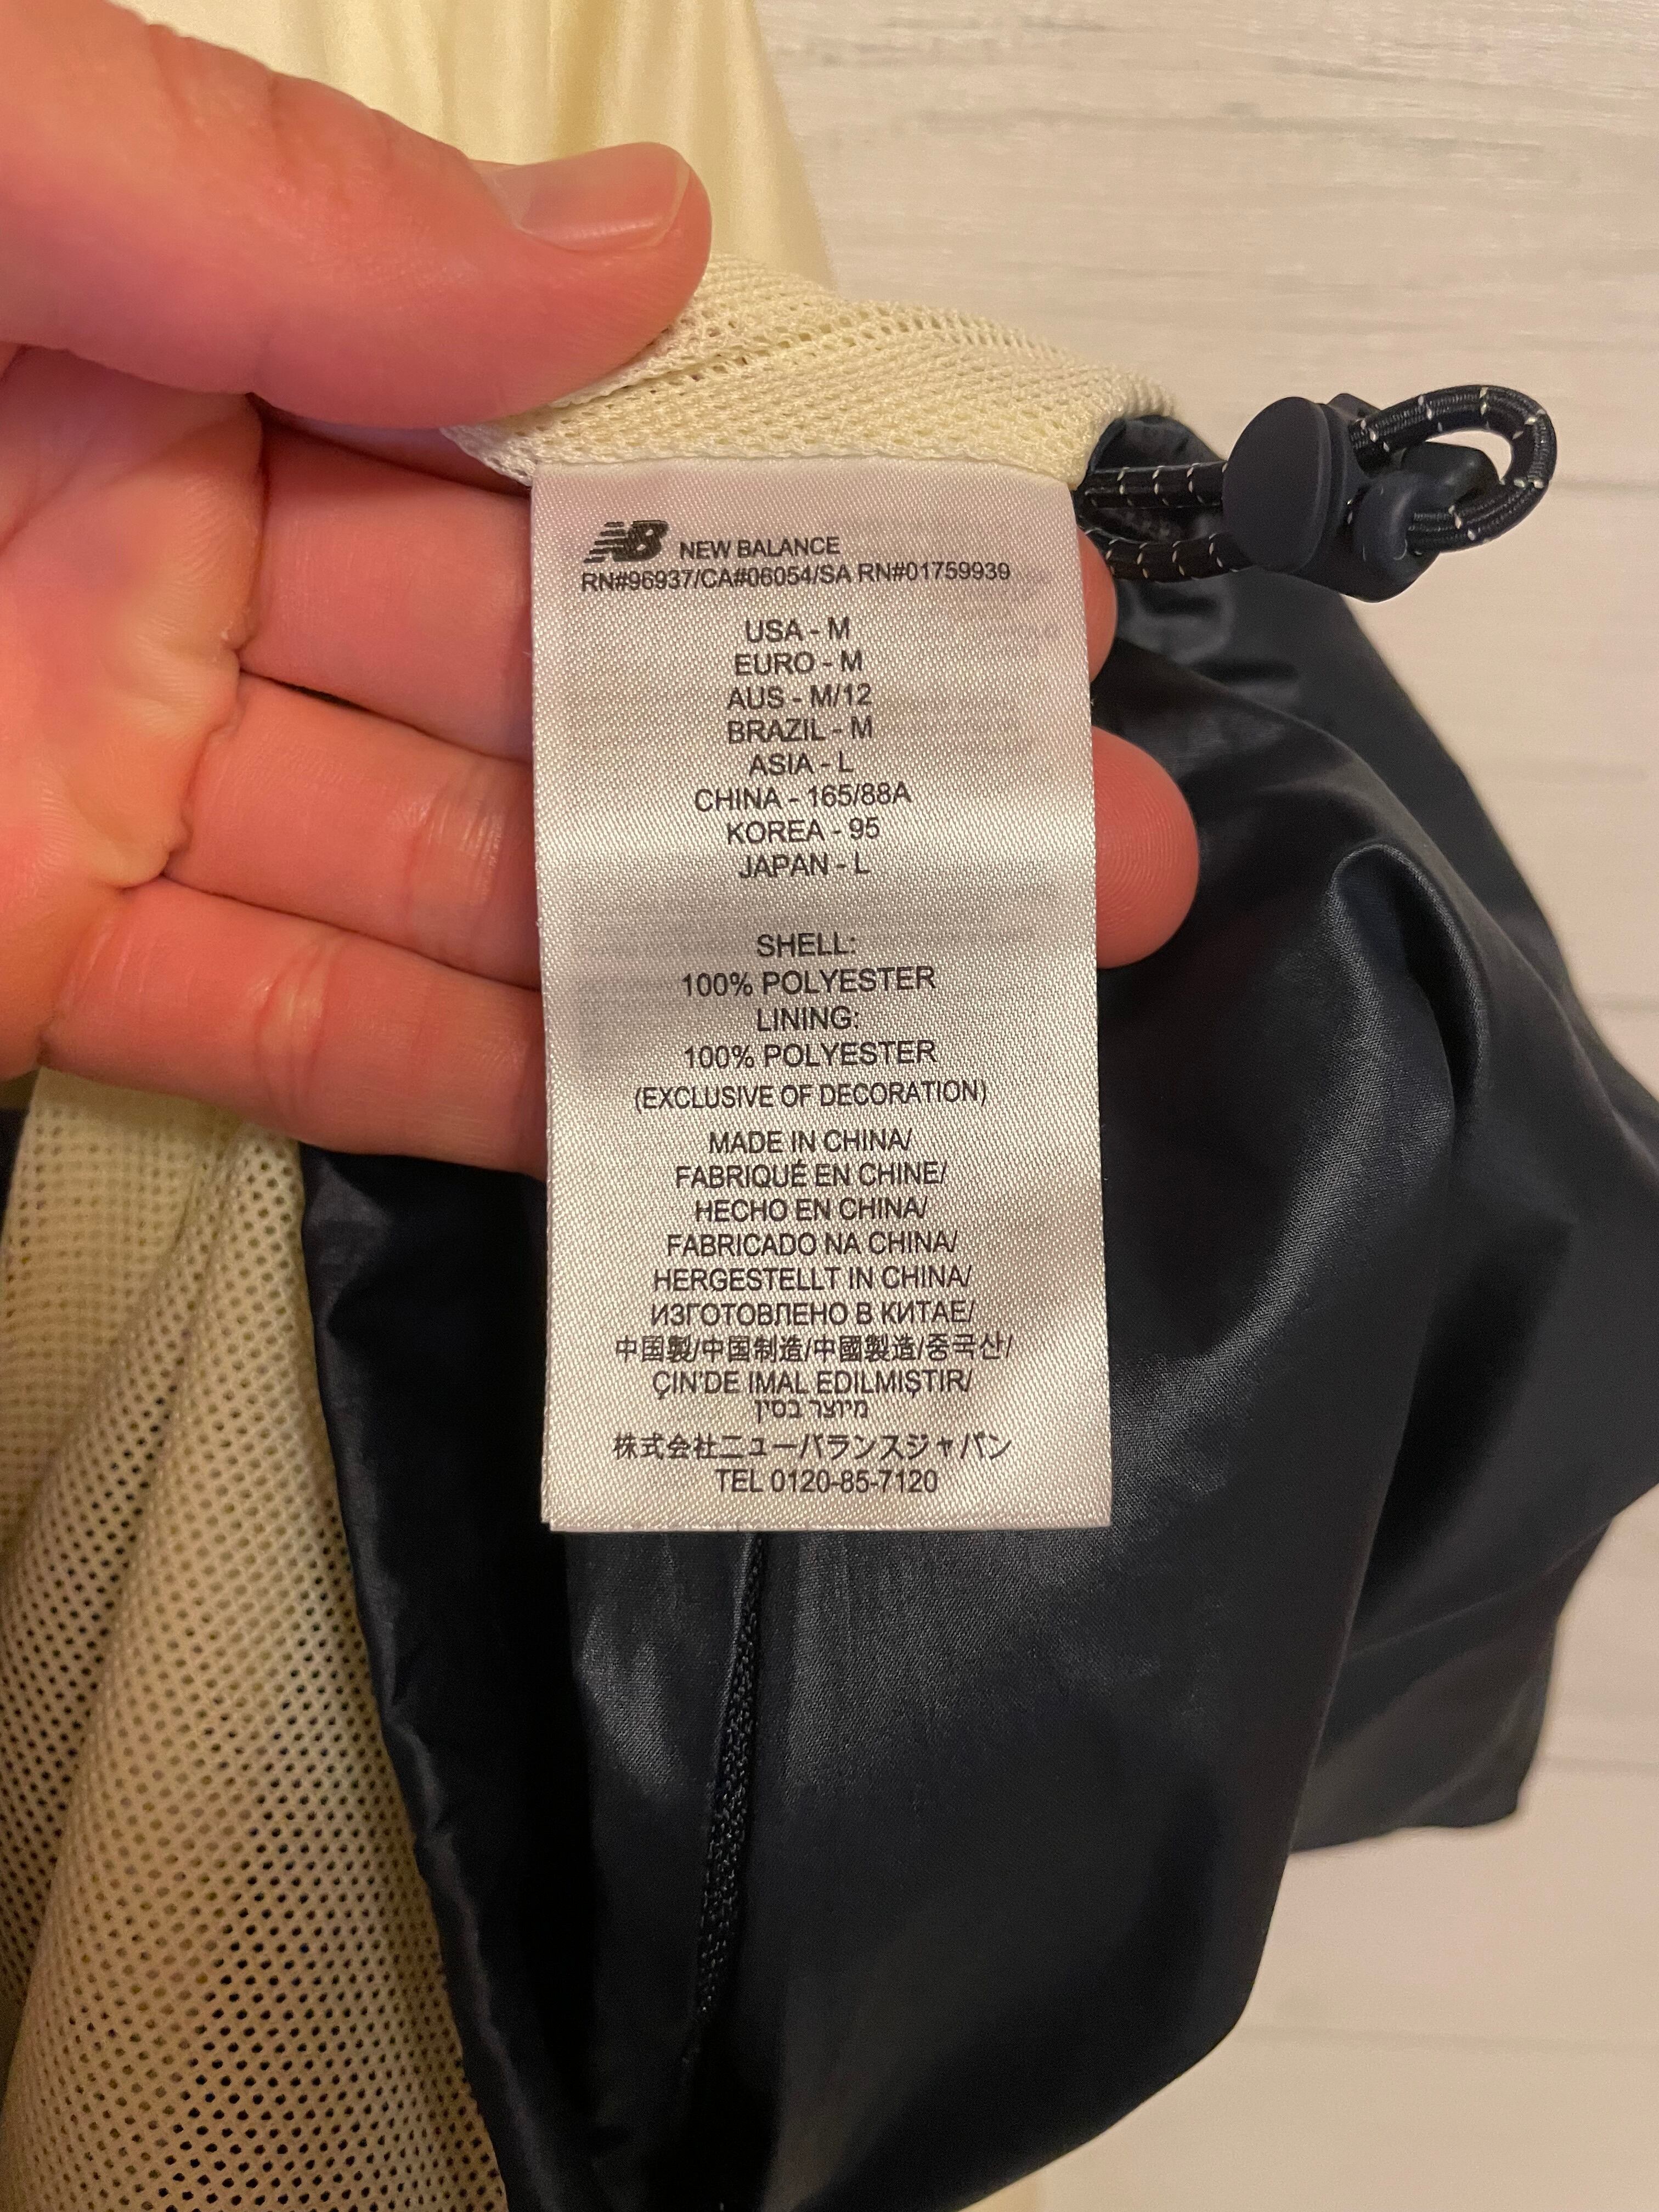 NB NEW BALANCE
RN#96937/CA#06054/SA RN#01759939
USA - M
EURO - M
AUS - M/12
BRAZIL - M
ASIA - L
CHINA - 165/88A
KOREA - 95
JAPAN - L
SHELL:
100% POLYESTER
LINING:
100% POLYESTER
(EXCLUSIVE OF DECORATION)
MADE IN CHINA/
FABRIQUÉ EN CHINE/
HECHO EN CHINA/
FABRICADO NA CHINA/
HERGESTELLT IN CHINA/
ИЗГОТОВЛЕНО В КИТАЕ/
中国製/中国制造/中國製造/중국산/
ÇIN'DE IMAL EDILMIŞTIR/
מיוצר בסין
株式会社ニューバランスジャパン
TEL 0120-85-7120